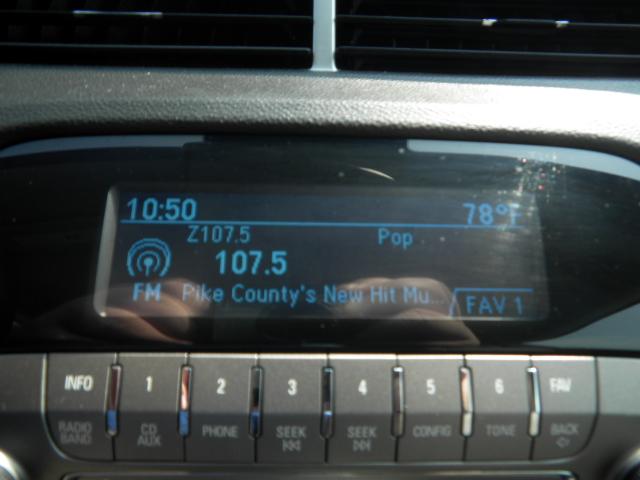 10:50 78°F
Z107.5 Pop
107.5
FM Pike County's New Hit Mu... FAV 1
INFO 1 2 3 4 5 6 FAV
RADIO BAND CD AUX PHONE SEEK SEEK CONFIG TONE BACK